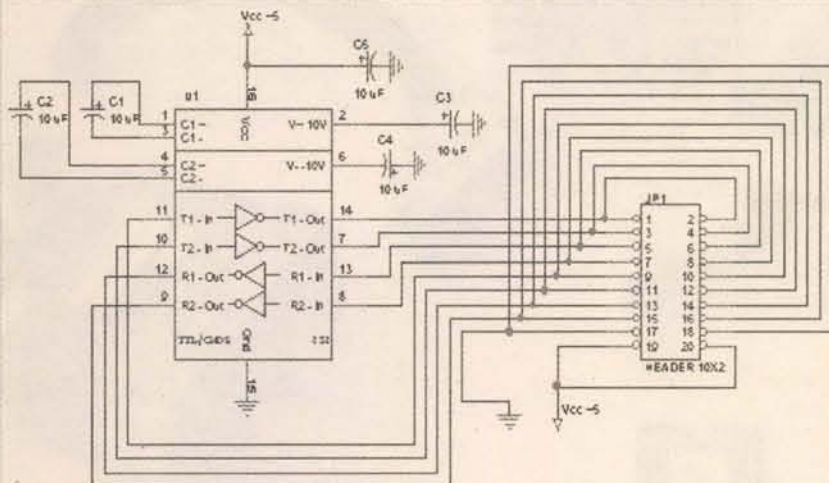 Vcc -5
C5
10 uF
C2
10 uF
C1
10 uF
U1
16
Vcc
1
C1-
3
C1-
V- 10V
2
C3
10 uF
4
C2-
5
C2-
V--10V
6
C4
10 uF
11
T1-In
T1-Out
14
10
T2-In
T2-Out
7
12
R1-Out
R1-In
13
9
R2-Out
R2-In
8
TTL/CMOS
Gnd
15
JP1
1 2
3 4
5 6
7 8
9 10
11 12
13 14
15 16
17 18
19 20
HEADER 10X2
Vcc -5